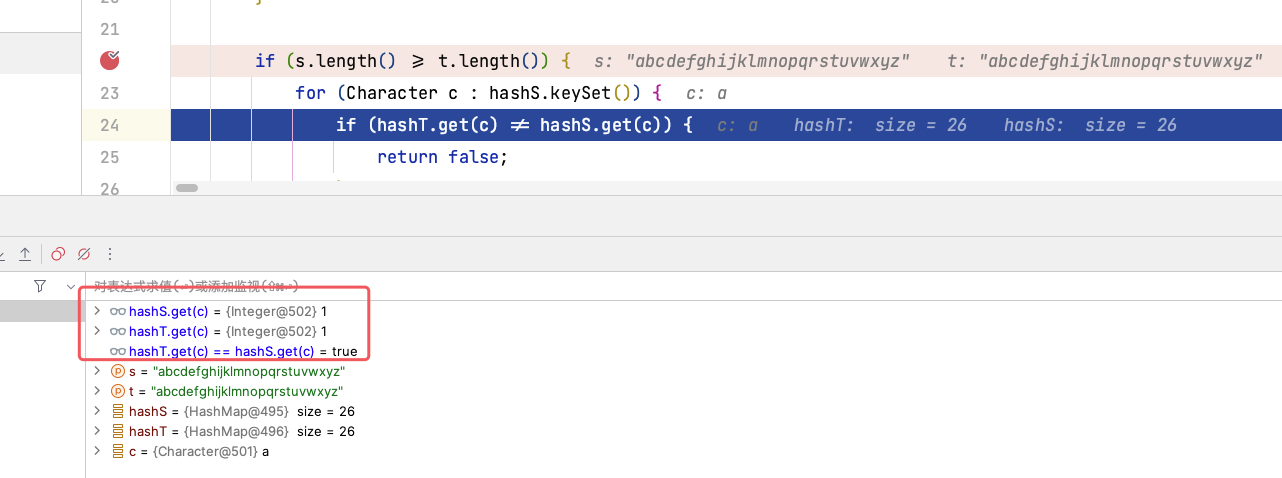 21
if (s.length() >= t.length()) { s: "abcdefghijklmnopqrstuvwxyz" t: "abcdefghijklmnopqrstuvwxyz"
23 for (Character c : hashS.keySet()) { c: a
24 if (hashT.get(c) != hashS.get(c)) { c: a hashT: size = 26 hashS: size = 26
25 return false;
26
对表达式求值(⏎)或添加监视(
hashS.get(c) = {Integer@502} 1
hashT.get(c) = {Integer@502} 1
hashT.get(c) == hashS.get(c) = true
s = "abcdefghijklmnopqrstuvwxyz"
t = "abcdefghijklmnopqrstuvwxyz"
hashS = {HashMap@495} size = 26
hashT = {HashMap@496} size = 26
c = {Character@501} a